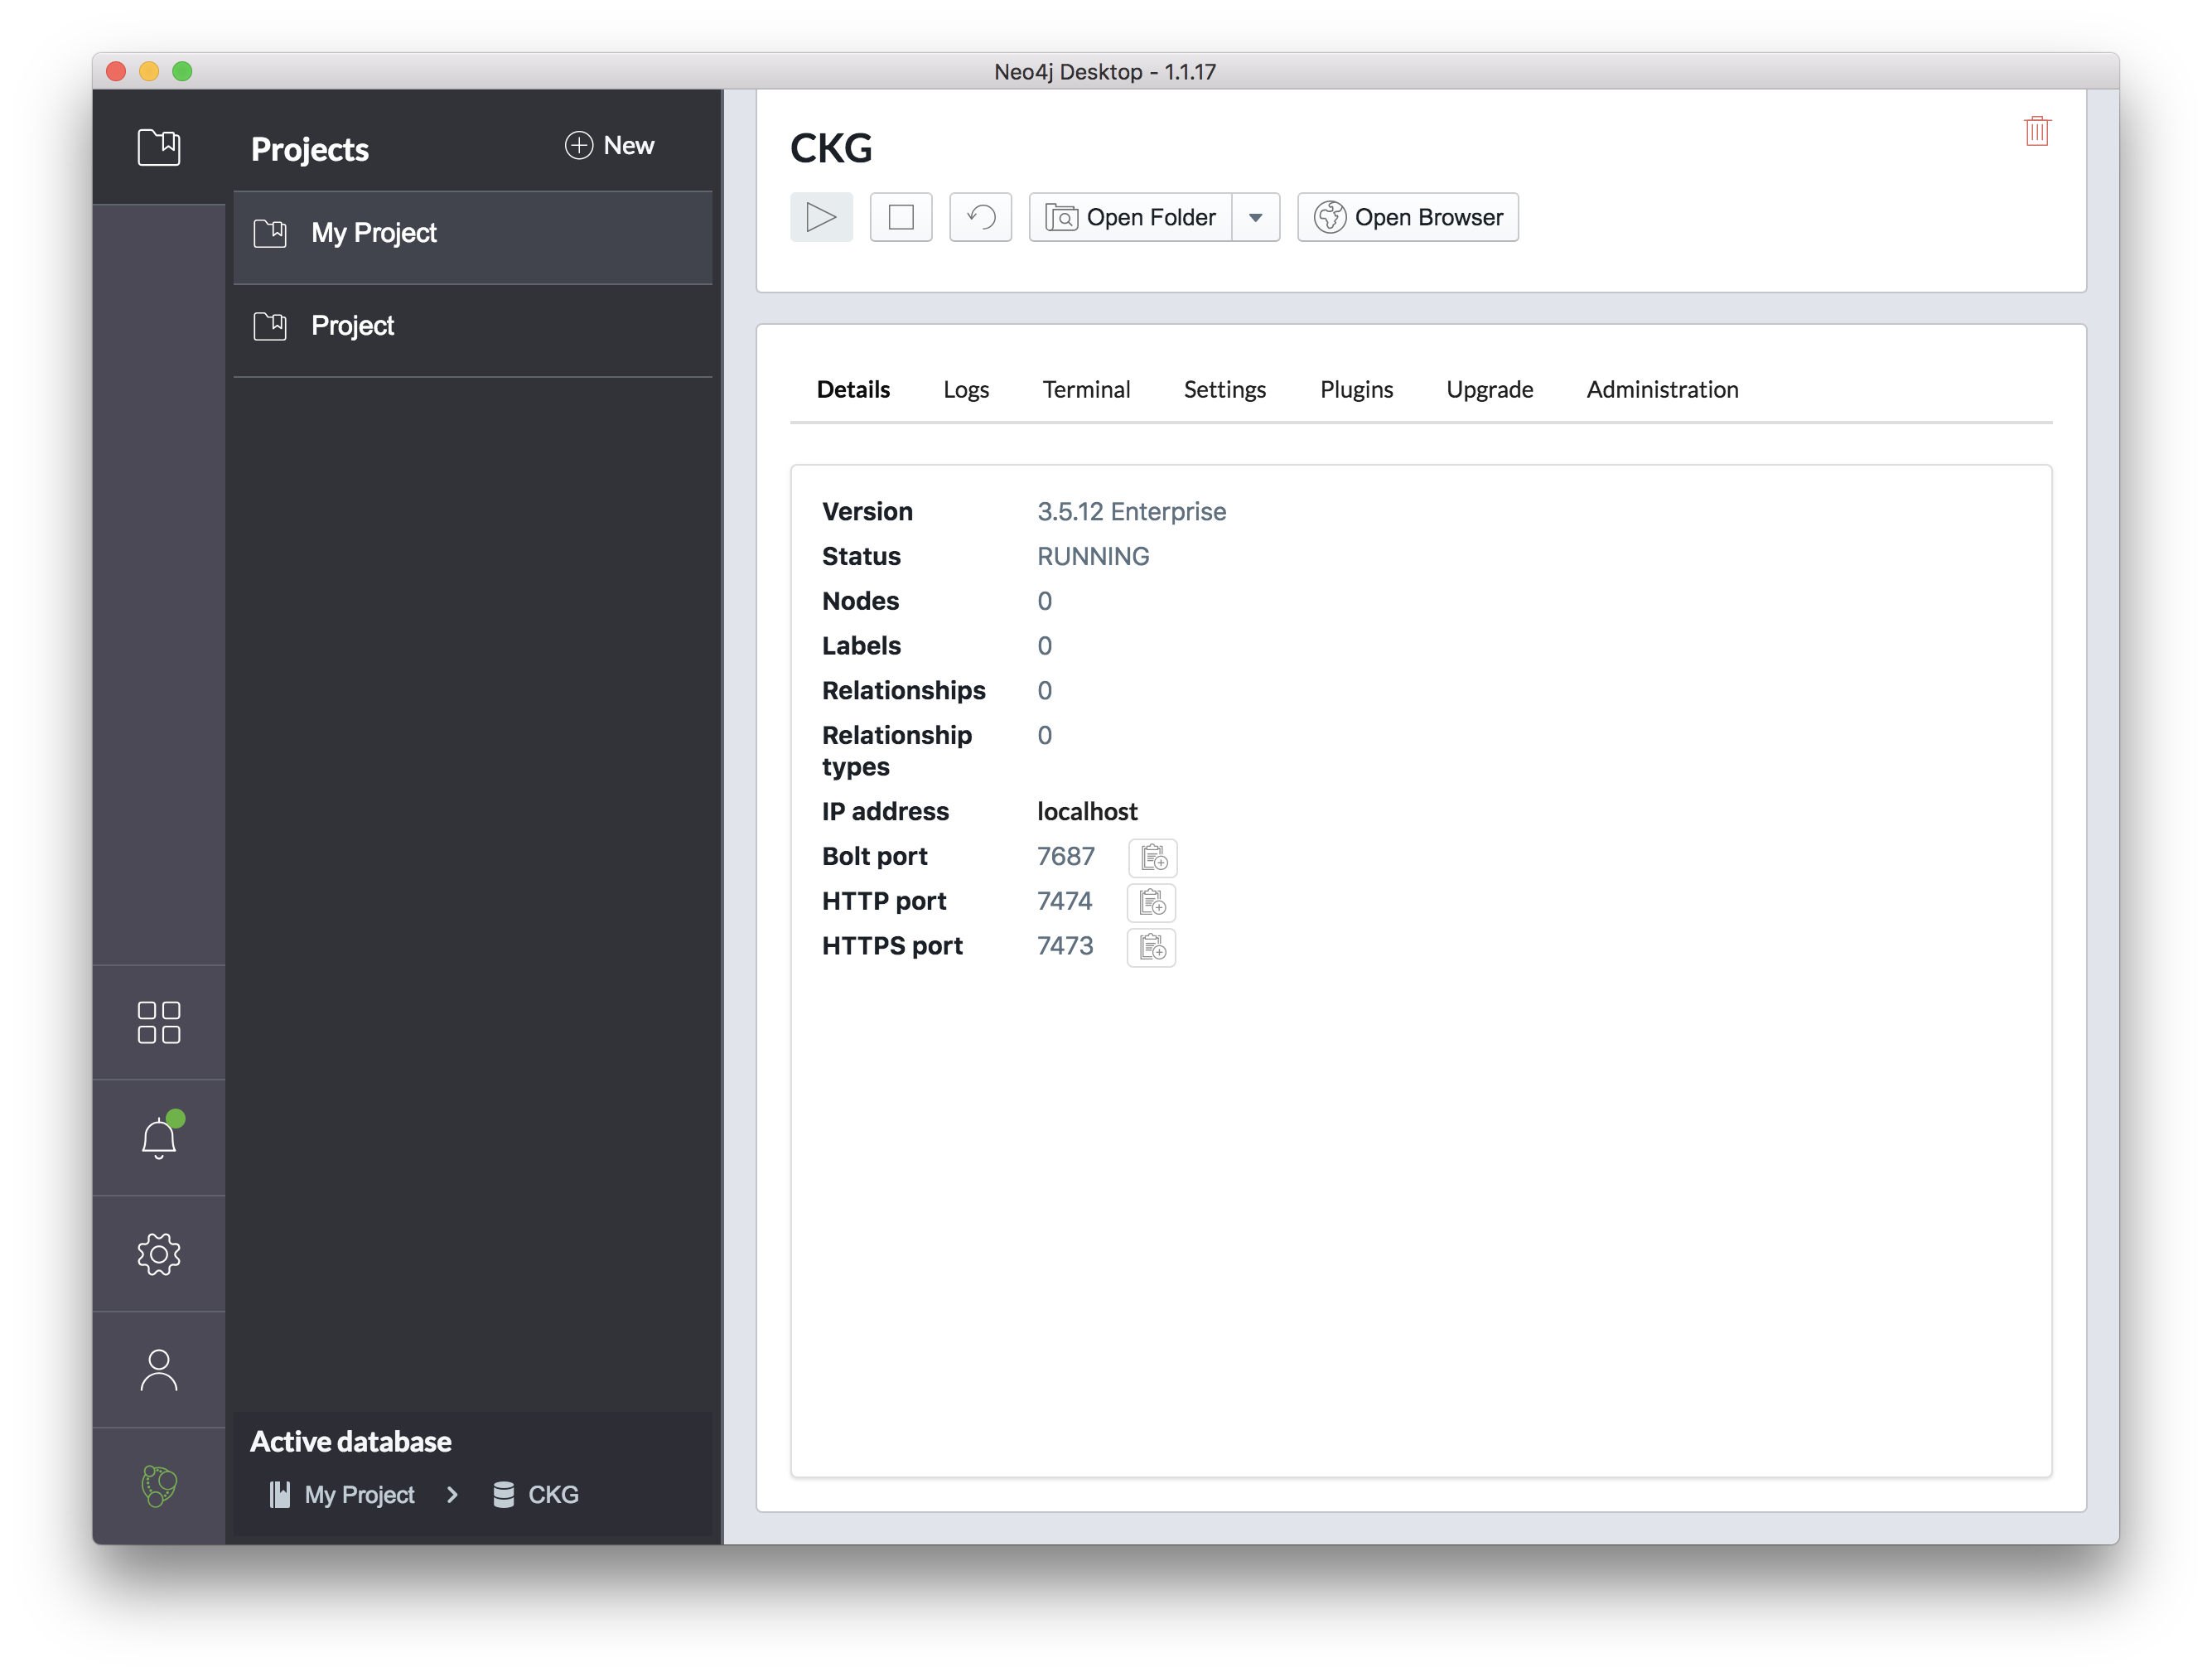 Neo4j Desktop - 1.1.17
Projects
New
My Project
Project
Active database
My Project > CKG
CKG
Open Folder
Open Browser
Details Logs Terminal Settings Plugins Upgrade Administration
Version 3.5.12 Enterprise
Status RUNNING
Nodes 0
Labels 0
Relationships 0
Relationship 0
types
IP address localhost
Bolt port 7687
HTTP port 7474
HTTPS port 7473